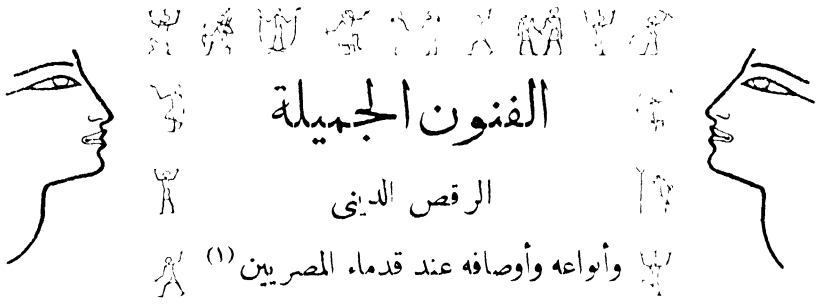 الفنون الجميلة
الرقص الدينى
وأنواعه وأوصافه عند قدماء المصريين (١)